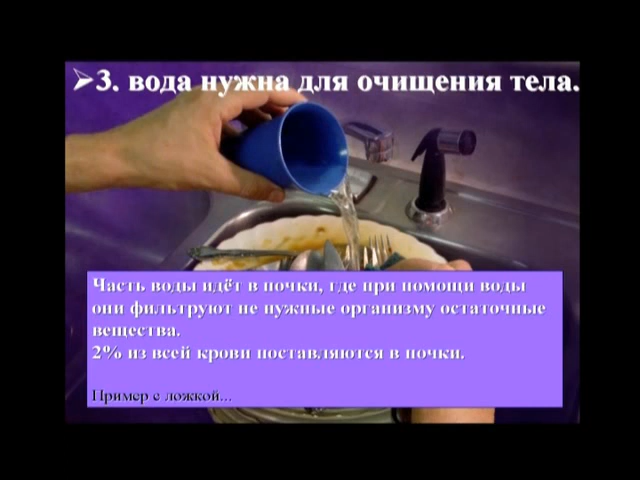 ➢3. вода нужна для очищения тела.
Часть воды идёт в почки, где при помощи воды
они фильтруют не нужные организму остаточные
вещества.
2% из всей крови поставляются в почки.
Пример с ложкой...